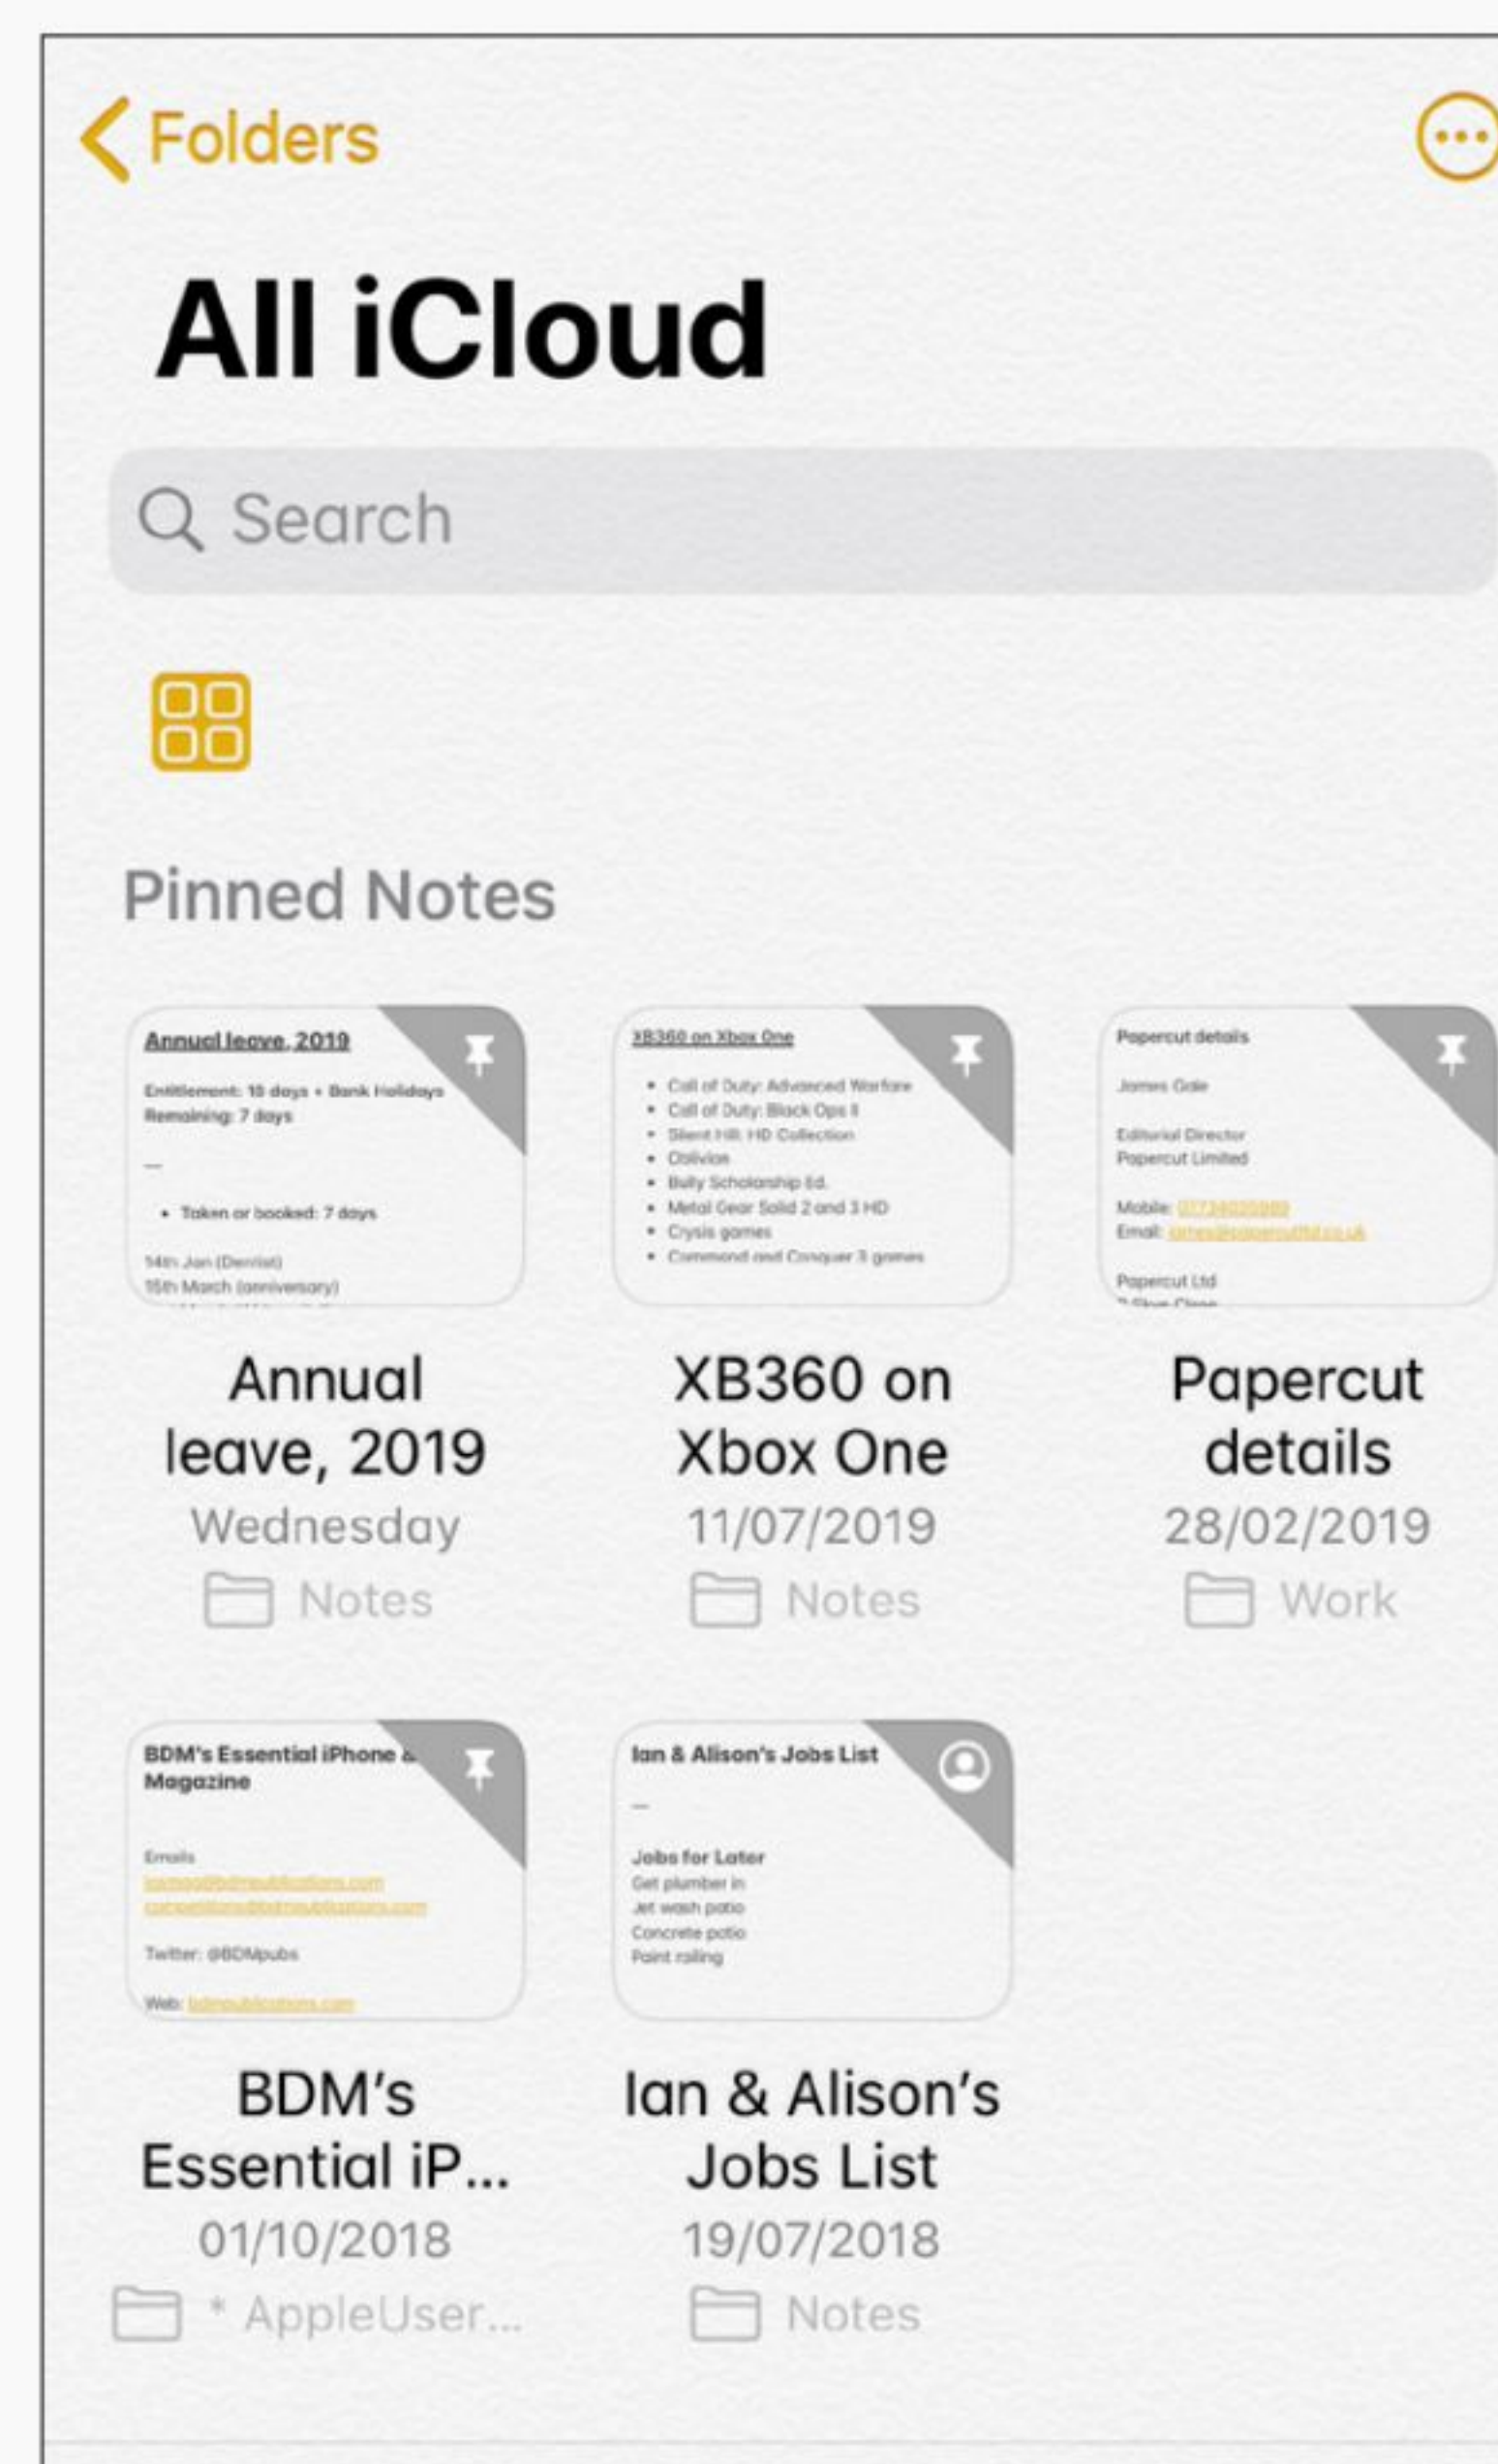 Folders
All iCloud
Search
Pinned Notes
Annual leave, 2019
Entitlement: 18 days + Bank Holidays
Remaining: 7 days
—
• Taken or booked: 7 days
14th Jan (Dentist)
15th March (anniversary)
XB360 on Xbox One
• Call of Duty: Advanced Warfare
• Call of Duty: Black Ops II
• Silent Hill: HD Collection
• Oblivion
• Bully Scholarship Ed.
• Metal Gear Solid 2 and 3 HD
• Crysis games
• Command and Conquer 3 games
Papercut details
James Gale
Editorial Director
Papercut Limited
Mobile:
Email:
Papercut Ltd
Annual
leave, 2019
Wednesday
Notes
XB360 on
Xbox One
11/07/2019
Notes
Papercut
details
28/02/2019
Work
BDM's Essential iPhone &
Magazine
Emails
Twitter: @BDMpubs
Web: bdmpublications.com
Ian & Alison's Jobs List
—
Jobs for Later
Get plumber in
Jet wash patio
Concrete patio
Paint railing
BDM's
Essential iP...
01/10/2018
* AppleUser...
Ian & Alison's
Jobs List
19/07/2018
Notes